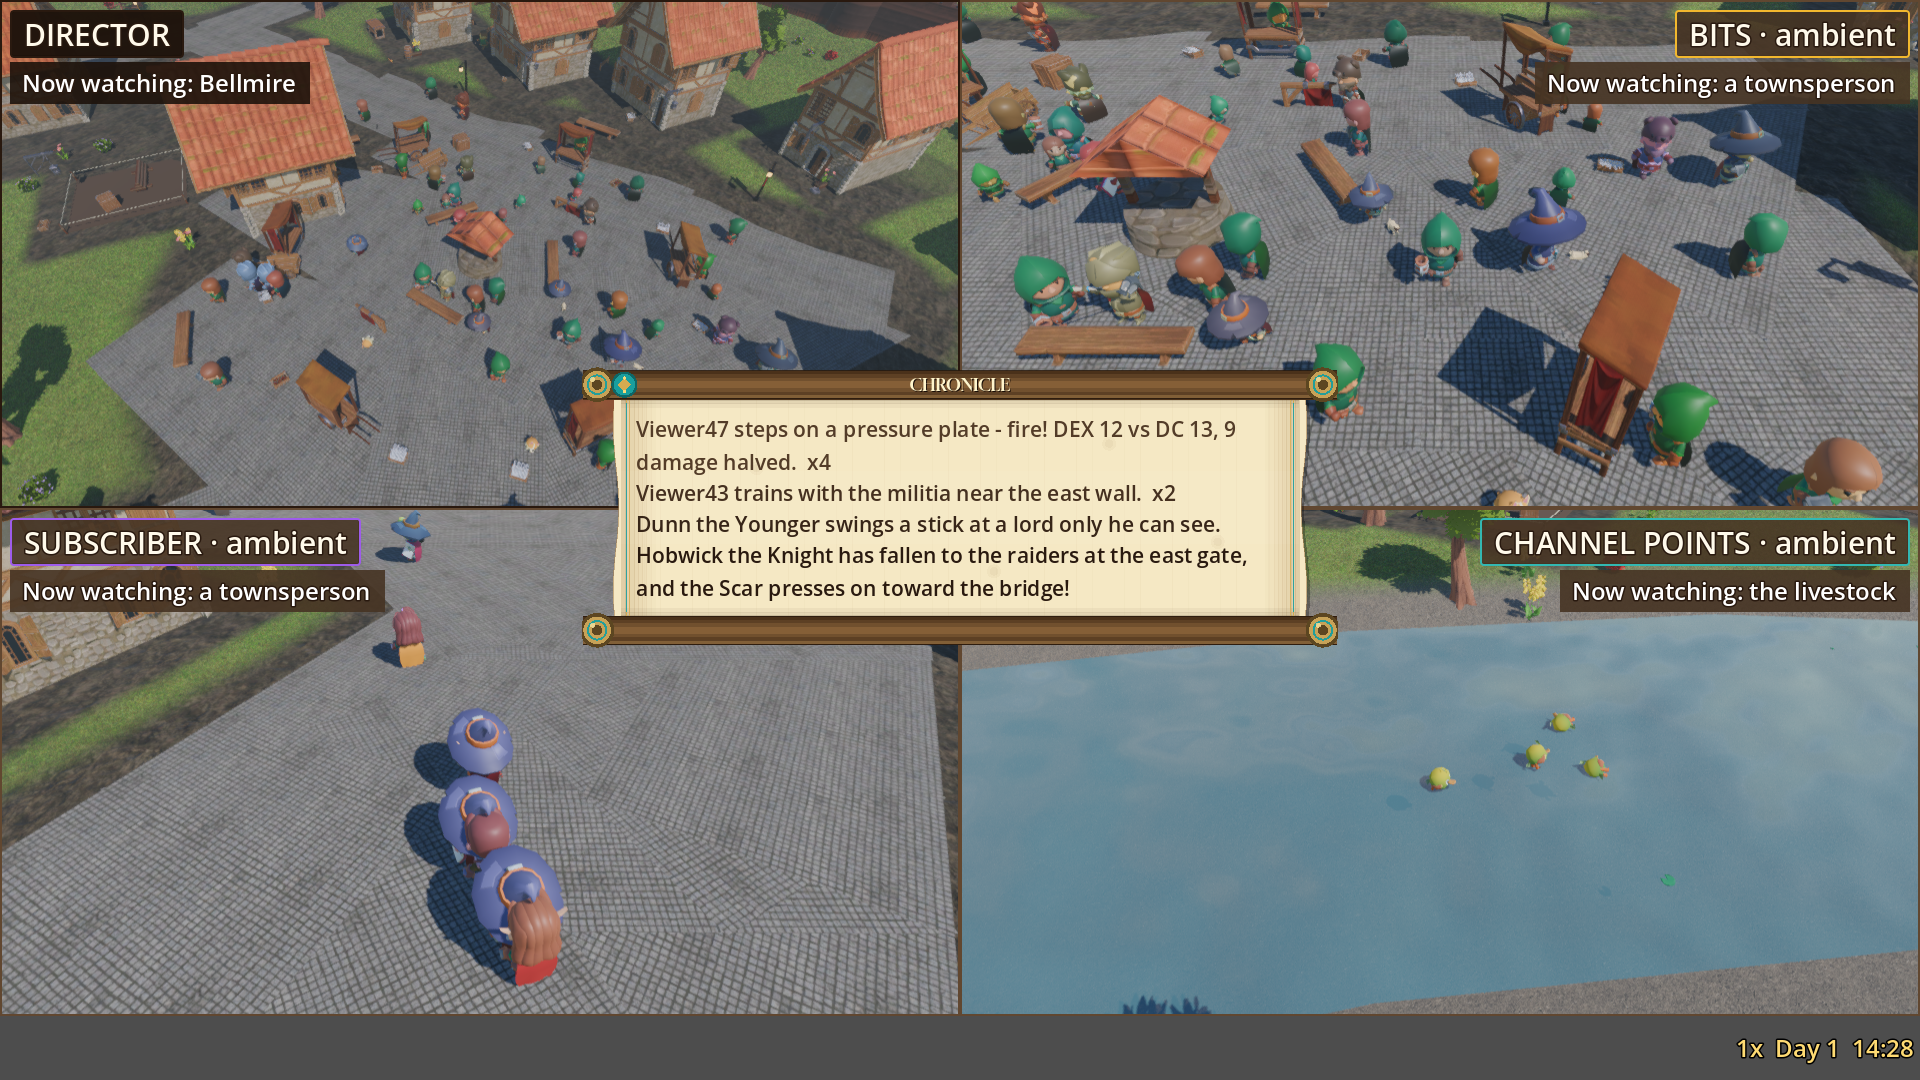 DIRECTOR
Now watching: Bellmire
BITS · ambient
Now watching: a townsperson
CHRONICLE
Viewer47 steps on a pressure plate - fire! DEX 12 vs DC 13, 9
damage halved.  x4
Viewer43 trains with the militia near the east wall.  x2
Dunn the Younger swings a stick at a lord only he can see.
Hobwick the Knight has fallen to the raiders at the east gate,
and the Scar presses on toward the bridge!
SUBSCRIBER · ambient
Now watching: a townsperson
CHANNEL POINTS · ambient
Now watching: the livestock
1x  Day 1  14:28